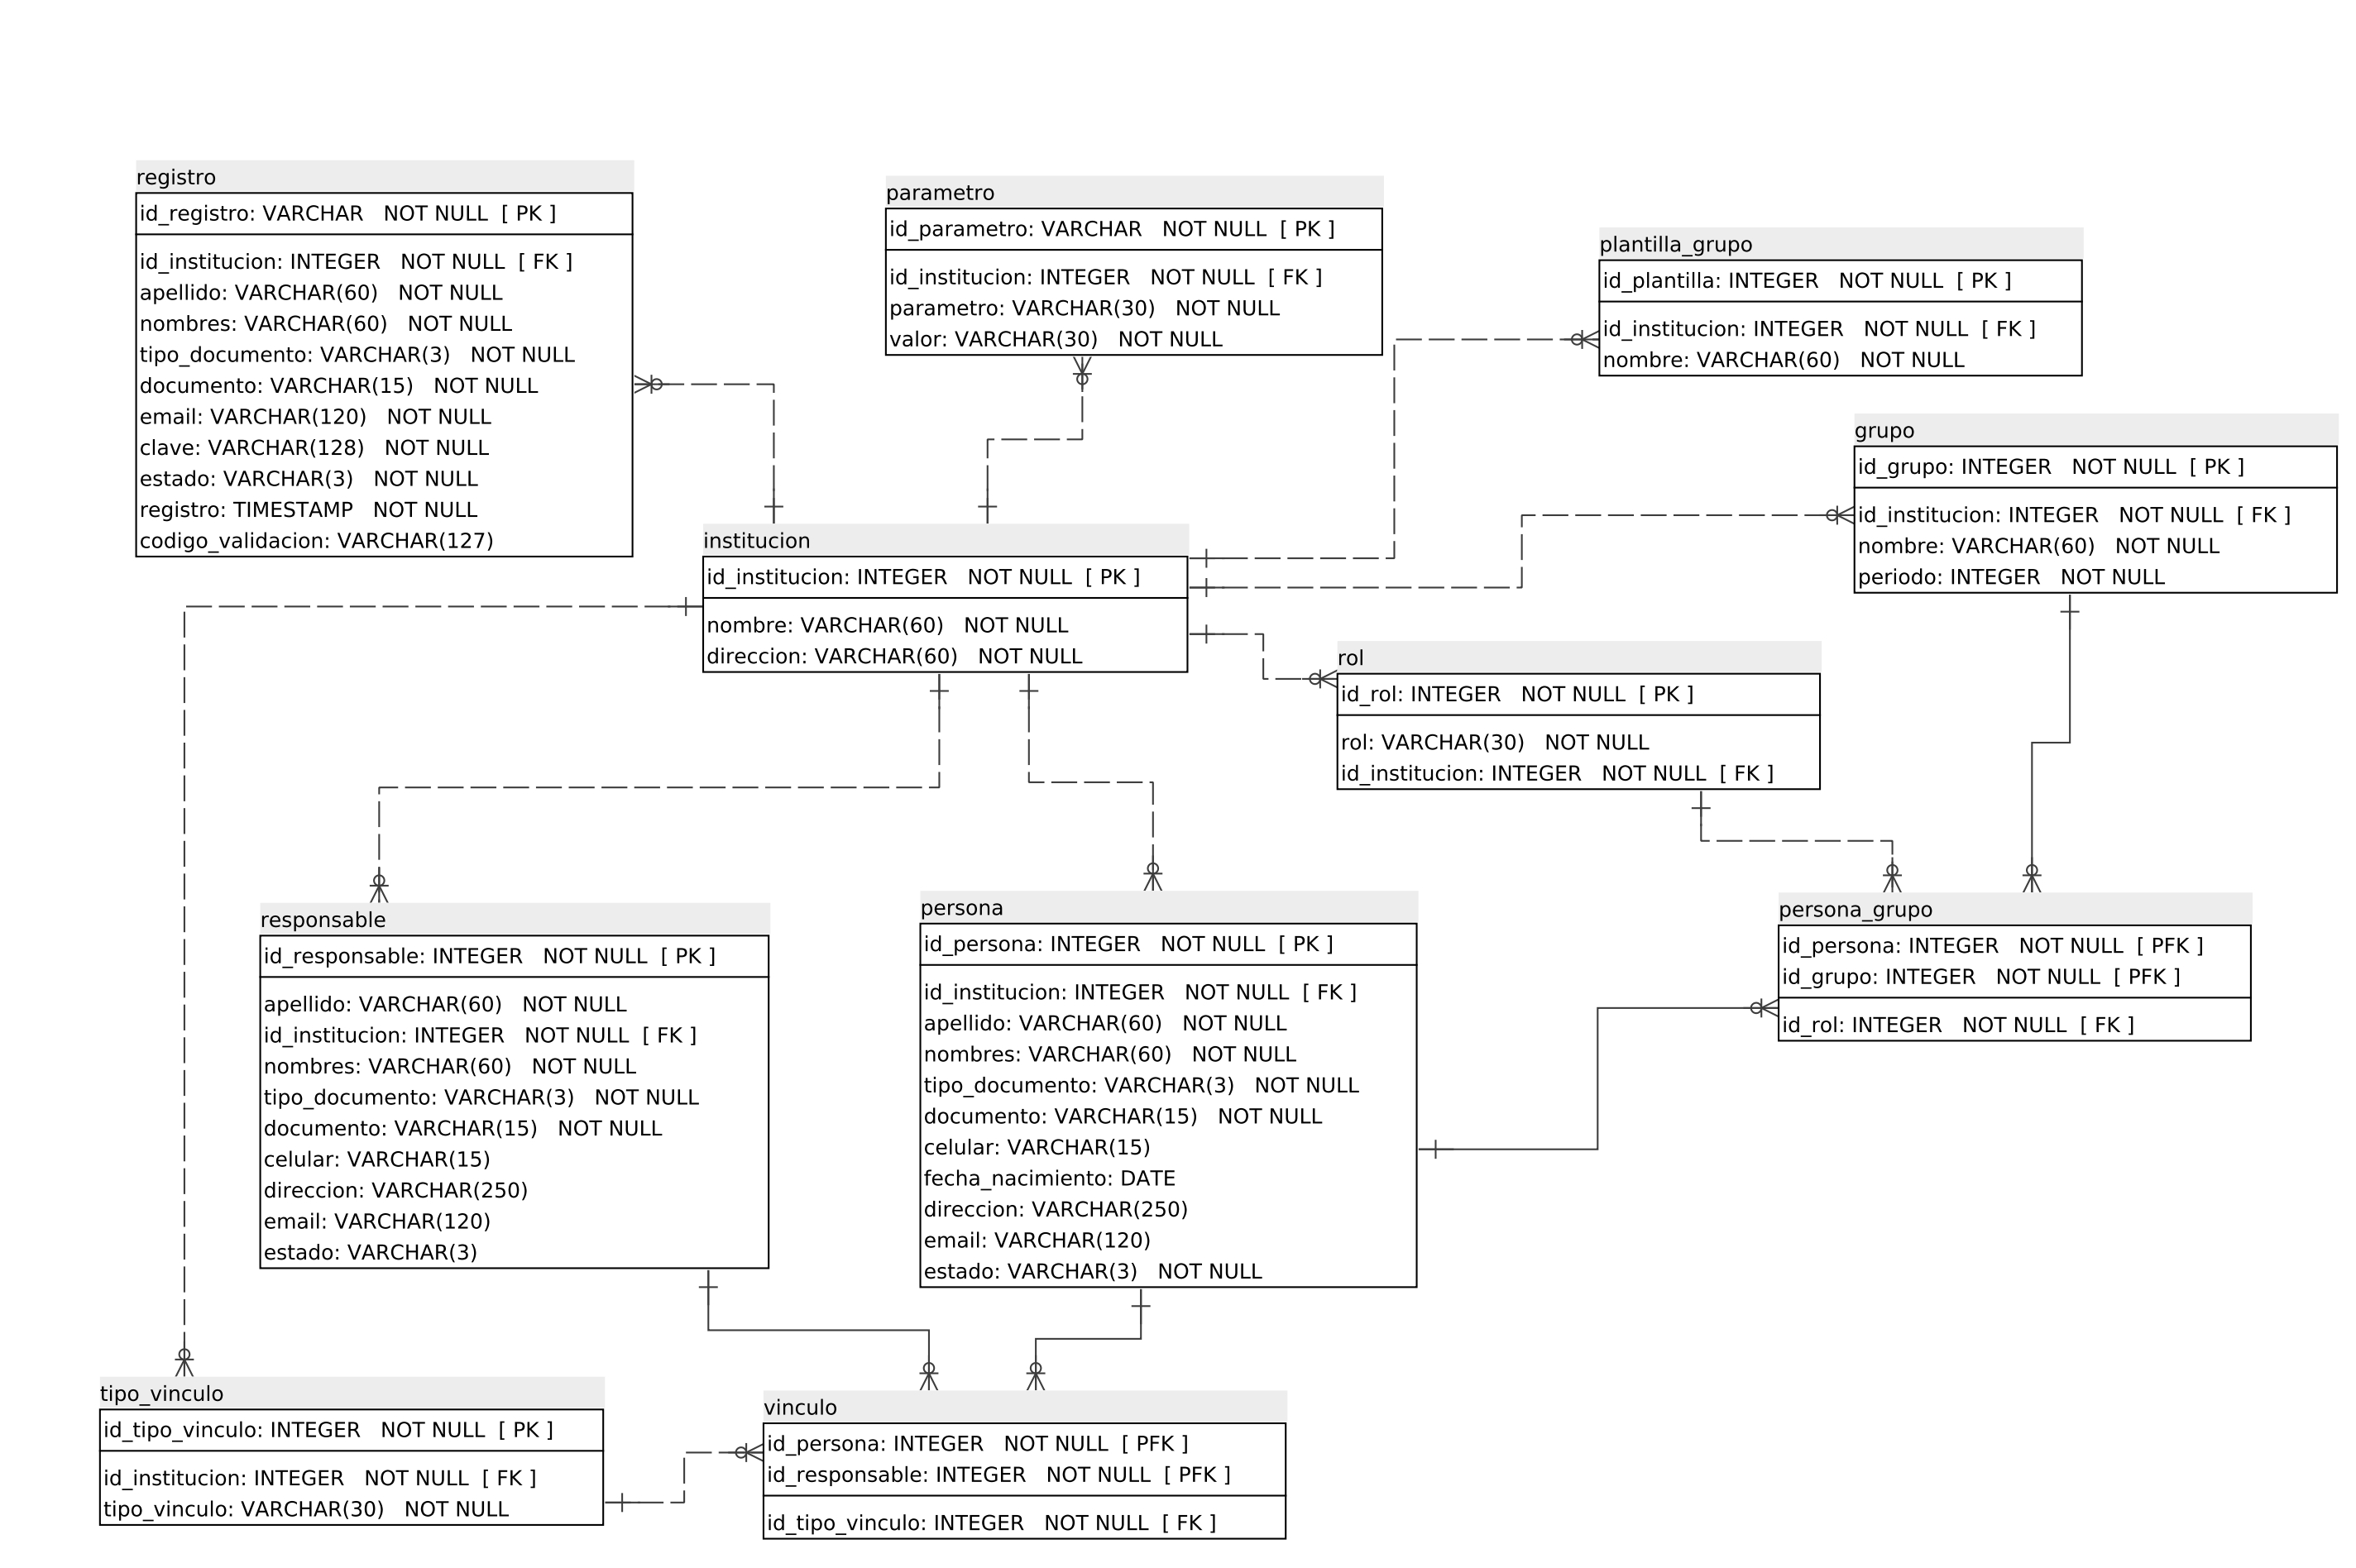 registro
id_registro: VARCHAR   NOT NULL  [ PK ]
id_institucion: INTEGER   NOT NULL  [ FK ]
apellido: VARCHAR(60)   NOT NULL
nombres: VARCHAR(60)   NOT NULL
tipo_documento: VARCHAR(3)   NOT NULL
documento: VARCHAR(15)   NOT NULL
email: VARCHAR(120)   NOT NULL
clave: VARCHAR(128)   NOT NULL
estado: VARCHAR(3)   NOT NULL
registro: TIMESTAMP   NOT NULL
codigo_validacion: VARCHAR(127)
parametro
id_parametro: VARCHAR   NOT NULL  [ PK ]
id_institucion: INTEGER   NOT NULL  [ FK ]
parametro: VARCHAR(30)   NOT NULL
valor: VARCHAR(30)   NOT NULL
plantilla_grupo
id_plantilla: INTEGER   NOT NULL  [ PK ]
id_institucion: INTEGER   NOT NULL  [ FK ]
nombre: VARCHAR(60)   NOT NULL
grupo
id_grupo: INTEGER   NOT NULL  [ PK ]
id_institucion: INTEGER   NOT NULL  [ FK ]
nombre: VARCHAR(60)   NOT NULL
periodo: INTEGER   NOT NULL
institucion
id_institucion: INTEGER   NOT NULL  [ PK ]
nombre: VARCHAR(60)   NOT NULL
direccion: VARCHAR(60)   NOT NULL
rol
id_rol: INTEGER   NOT NULL  [ PK ]
rol: VARCHAR(30)   NOT NULL
id_institucion: INTEGER   NOT NULL  [ FK ]
responsable
id_responsable: INTEGER   NOT NULL  [ PK ]
apellido: VARCHAR(60)   NOT NULL
id_institucion: INTEGER   NOT NULL  [ FK ]
nombres: VARCHAR(60)   NOT NULL
tipo_documento: VARCHAR(3)   NOT NULL
documento: VARCHAR(15)   NOT NULL
celular: VARCHAR(15)
direccion: VARCHAR(250)
email: VARCHAR(120)
estado: VARCHAR(3)
persona
id_persona: INTEGER   NOT NULL  [ PK ]
id_institucion: INTEGER   NOT NULL  [ FK ]
apellido: VARCHAR(60)   NOT NULL
nombres: VARCHAR(60)   NOT NULL
tipo_documento: VARCHAR(3)   NOT NULL
documento: VARCHAR(15)   NOT NULL
celular: VARCHAR(15)
fecha_nacimiento: DATE
direccion: VARCHAR(250)
email: VARCHAR(120)
estado: VARCHAR(3)   NOT NULL
persona_grupo
id_persona: INTEGER   NOT NULL  [ PFK ]
id_grupo: INTEGER   NOT NULL  [ PFK ]
id_rol: INTEGER   NOT NULL  [ FK ]
tipo_vinculo
id_tipo_vinculo: INTEGER   NOT NULL  [ PK ]
id_institucion: INTEGER   NOT NULL  [ FK ]
tipo_vinculo: VARCHAR(30)   NOT NULL
vinculo
id_persona: INTEGER   NOT NULL  [ PFK ]
id_responsable: INTEGER   NOT NULL  [ PFK ]
id_tipo_vinculo: INTEGER   NOT NULL  [ FK ]